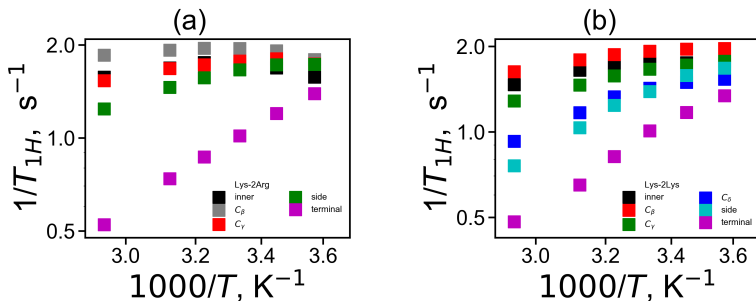 (a)
2.0
1.0
0.5
1/T1H, s−1
Lys-2Arg
inner
Cβ
Cγ
side
terminal
3.0
3.2
3.4
3.6
1000/T, K−1
(b)
2.0
1.0
0.5
1/T1H, s−1
Lys-2Lys
inner
Cβ
Cγ
Cδ
side
terminal
3.0
3.2
3.4
3.6
1000/T, K−1